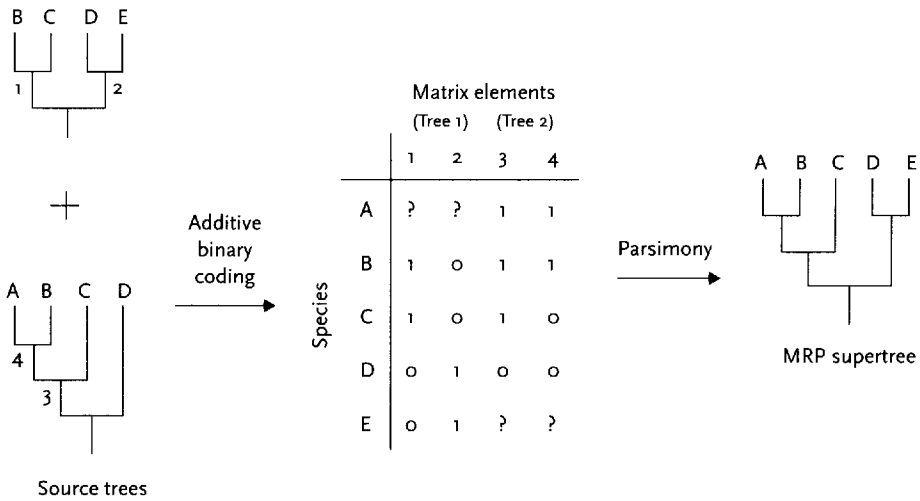 B C D E
1 2
+
A B C D
4
3
Source trees
Additive
binary
coding
Matrix elements
(Tree 1) (Tree 2)
1 2 3 4
Species
A ? ? 1 1
B 1 0 1 1
C 1 0 1 0
D 0 1 0 0
E 0 1 ? ?
Parsimony
A B C D E
MRP supertree